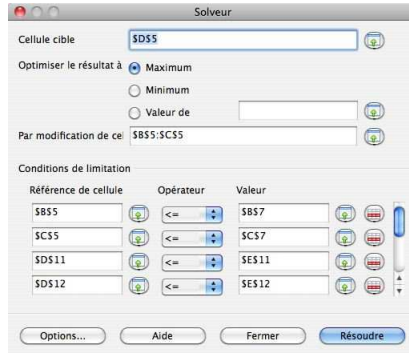 Solveur
Cellule cible $D$5
Optimiser le résultat à Maximum
Minimum
Valeur de
Par modification de cel $B$5:$C$5
Conditions de limitation
Référence de cellule Opérateur Valeur
$B$5 <= $B$7
$C$5 <= $C$7
$D$11 <= $E$11
$D$12 <= $E$12
Options... Aide Fermer Résoudre